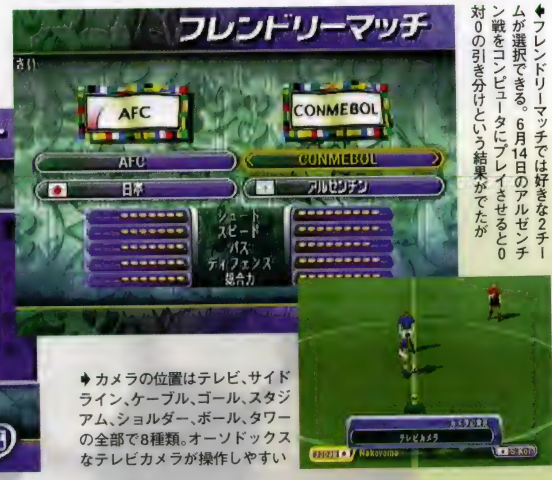 フレンドリーマッチ
さい
AFC
CONMEBOL
AFC
CONMEBOL
日本
アルゼンチン
シュート
スピード
パス
ディフェンス
総合力
◆フレンドリーマッチでは好きな2チー
ムが選択できる。6月14日のアルゼンチ
ン戦をコンピュータにプレイさせると0
対0の引き分けという結果がでたが
◆カメラの位置はテレビ、サイド
ライン、ケーブル、ゴール、スタジ
アム、ショルダー、ボール、タワー
の全部で8種類。オーソドックス
なテレビカメラが操作しやすい
テレビカメラ
Nakayama